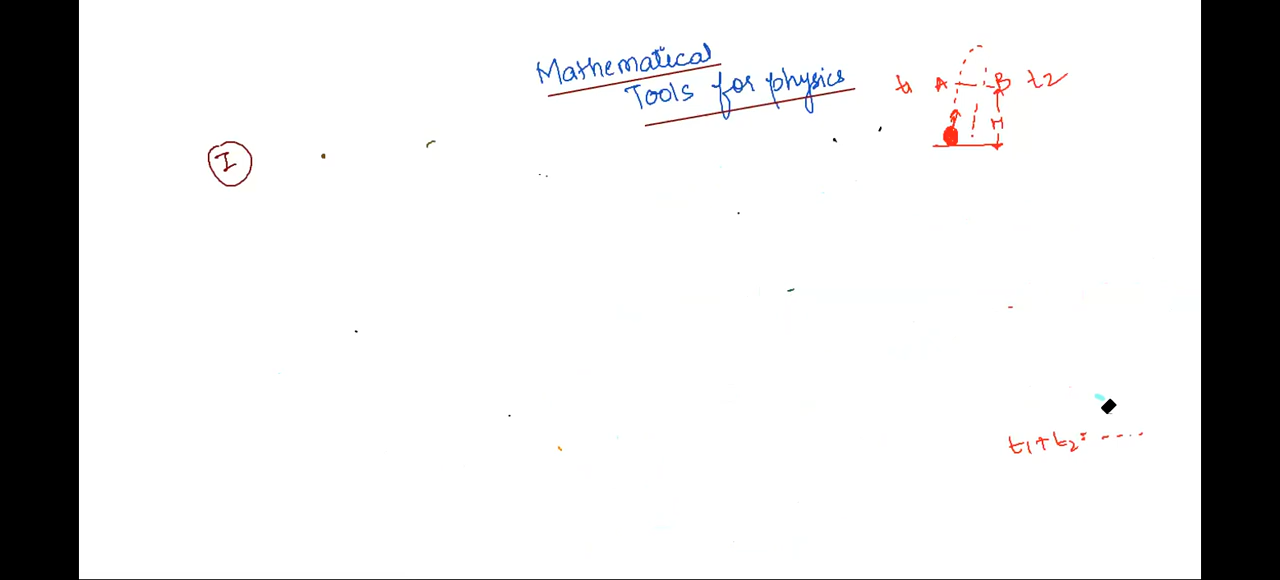 Mathematical
Tools for physics
t1 A B t2
H
I
t1+t2= ----